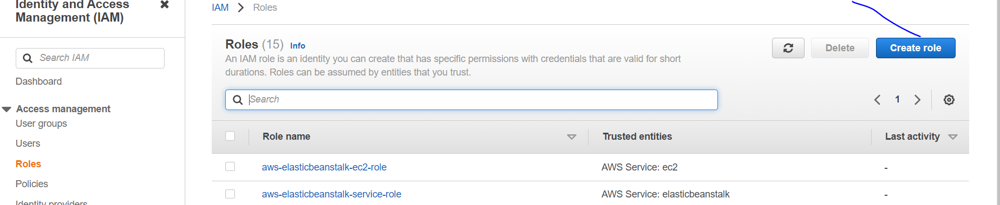 Identity and Access
Management (IAM)
Search IAM
Dashboard
Access management
User groups
Users
Roles
Policies
Identity providers
IAM > Roles
Roles (15) Info
An IAM role is an identity you can create that has specific permissions with credentials that are valid for short
durations. Roles can be assumed by entities that you trust.
Delete
Create role
Search
1
Role name Trusted entities Last activity
aws-elasticbeanstalk-ec2-role AWS Service: ec2 -
aws-elasticbeanstalk-service-role AWS Service: elasticbeanstalk -